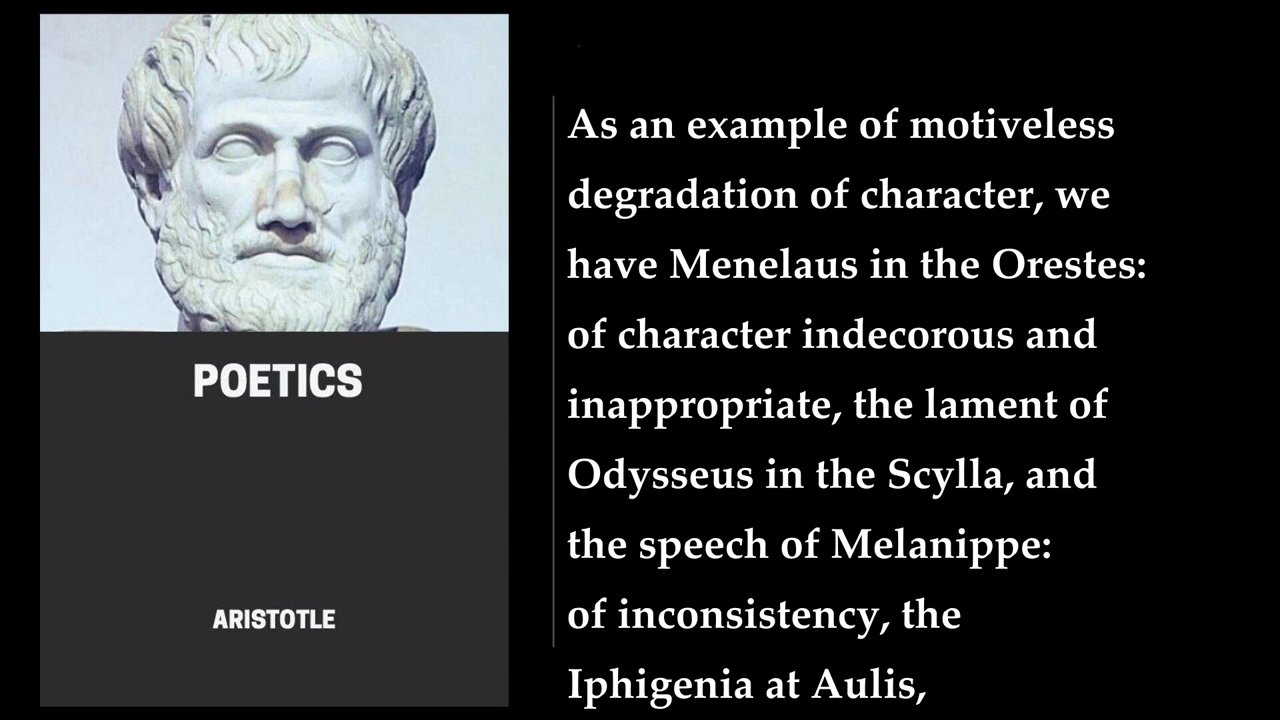 POETICS
ARISTOTLE
As an example of motiveless
degradation of character, we
have Menelaus in the Orestes:
of character indecorous and
inappropriate, the lament of
Odysseus in the Scylla, and
the speech of Melanippe:
of inconsistency, the
Iphigenia at Aulis,